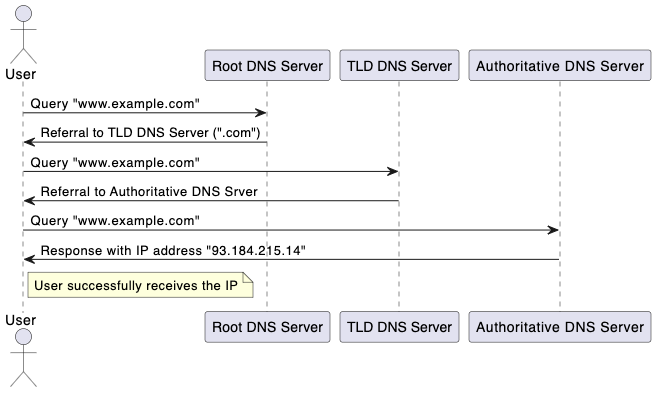 User
Root DNS Server
TLD DNS Server
Authoritative DNS Server
Query "www.example.com"
Referral to TLD DNS Server (".com")
Query "www.example.com"
Referral to Authoritative DNS Srver
Query "www.example.com"
Response with IP address "93.184.215.14"
User successfully receives the IP
User
Root DNS Server
TLD DNS Server
Authoritative DNS Server